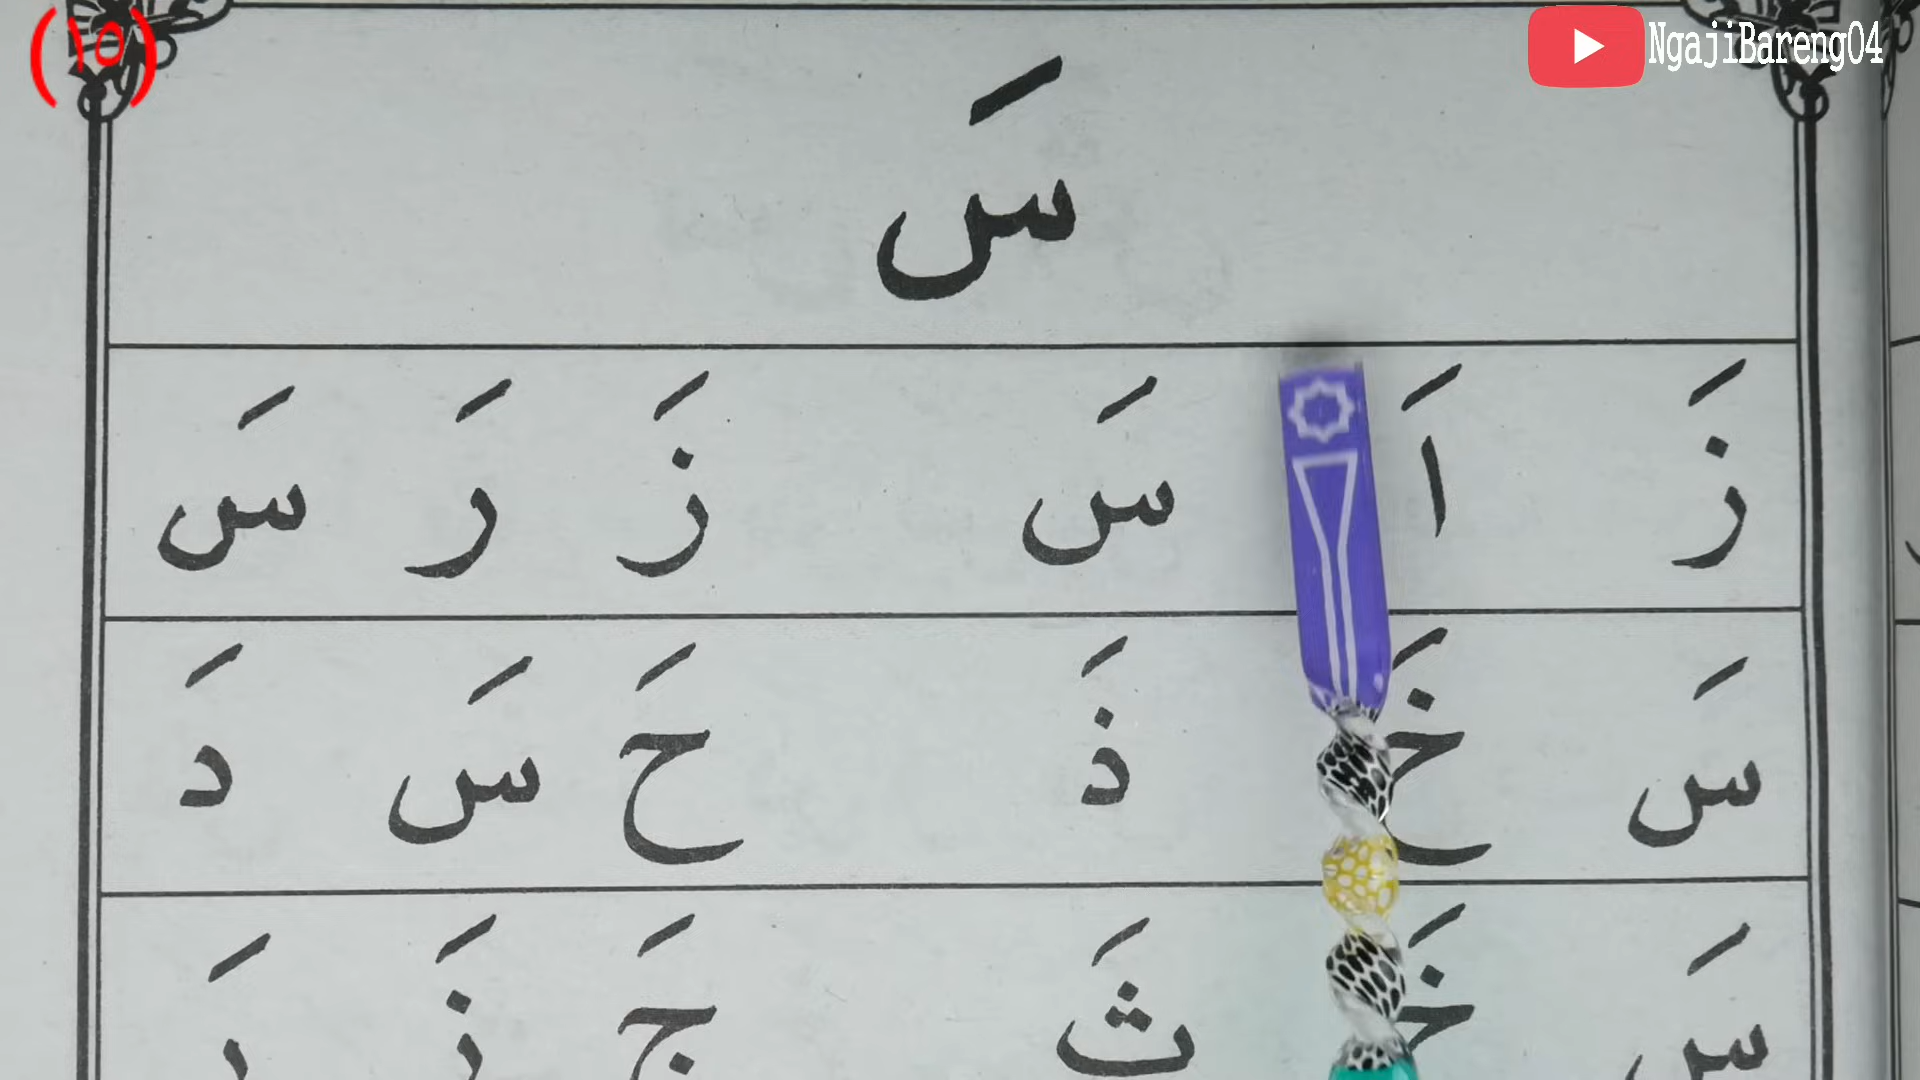 (١٥)
NgajiBareng04
سَ
زَ اَ سَ زَ رَ سَ
سَ خَ ذَ حَ سَ دَ
سَ خَ ثَ جَ